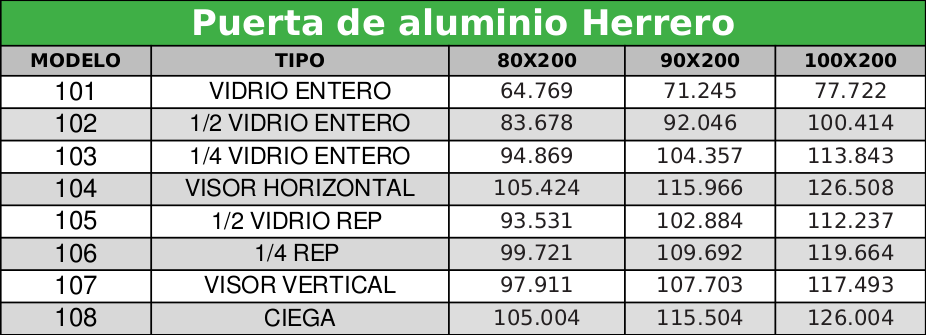 Puerta de aluminio Herrero
MODELO TIPO 80X200 90X200 100X200
101 VIDRIO ENTERO 64.769 71.245 77.722
102 1/2 VIDRIO ENTERO 83.678 92.046 100.414
103 1/4 VIDRIO ENTERO 94.869 104.357 113.843
104 VISOR HORIZONTAL 105.424 115.966 126.508
105 1/2 VIDRIO REP 93.531 102.884 112.237
106 1/4 REP 99.721 109.692 119.664
107 VISOR VERTICAL 97.911 107.703 117.493
108 CIEGA 105.004 115.504 126.004